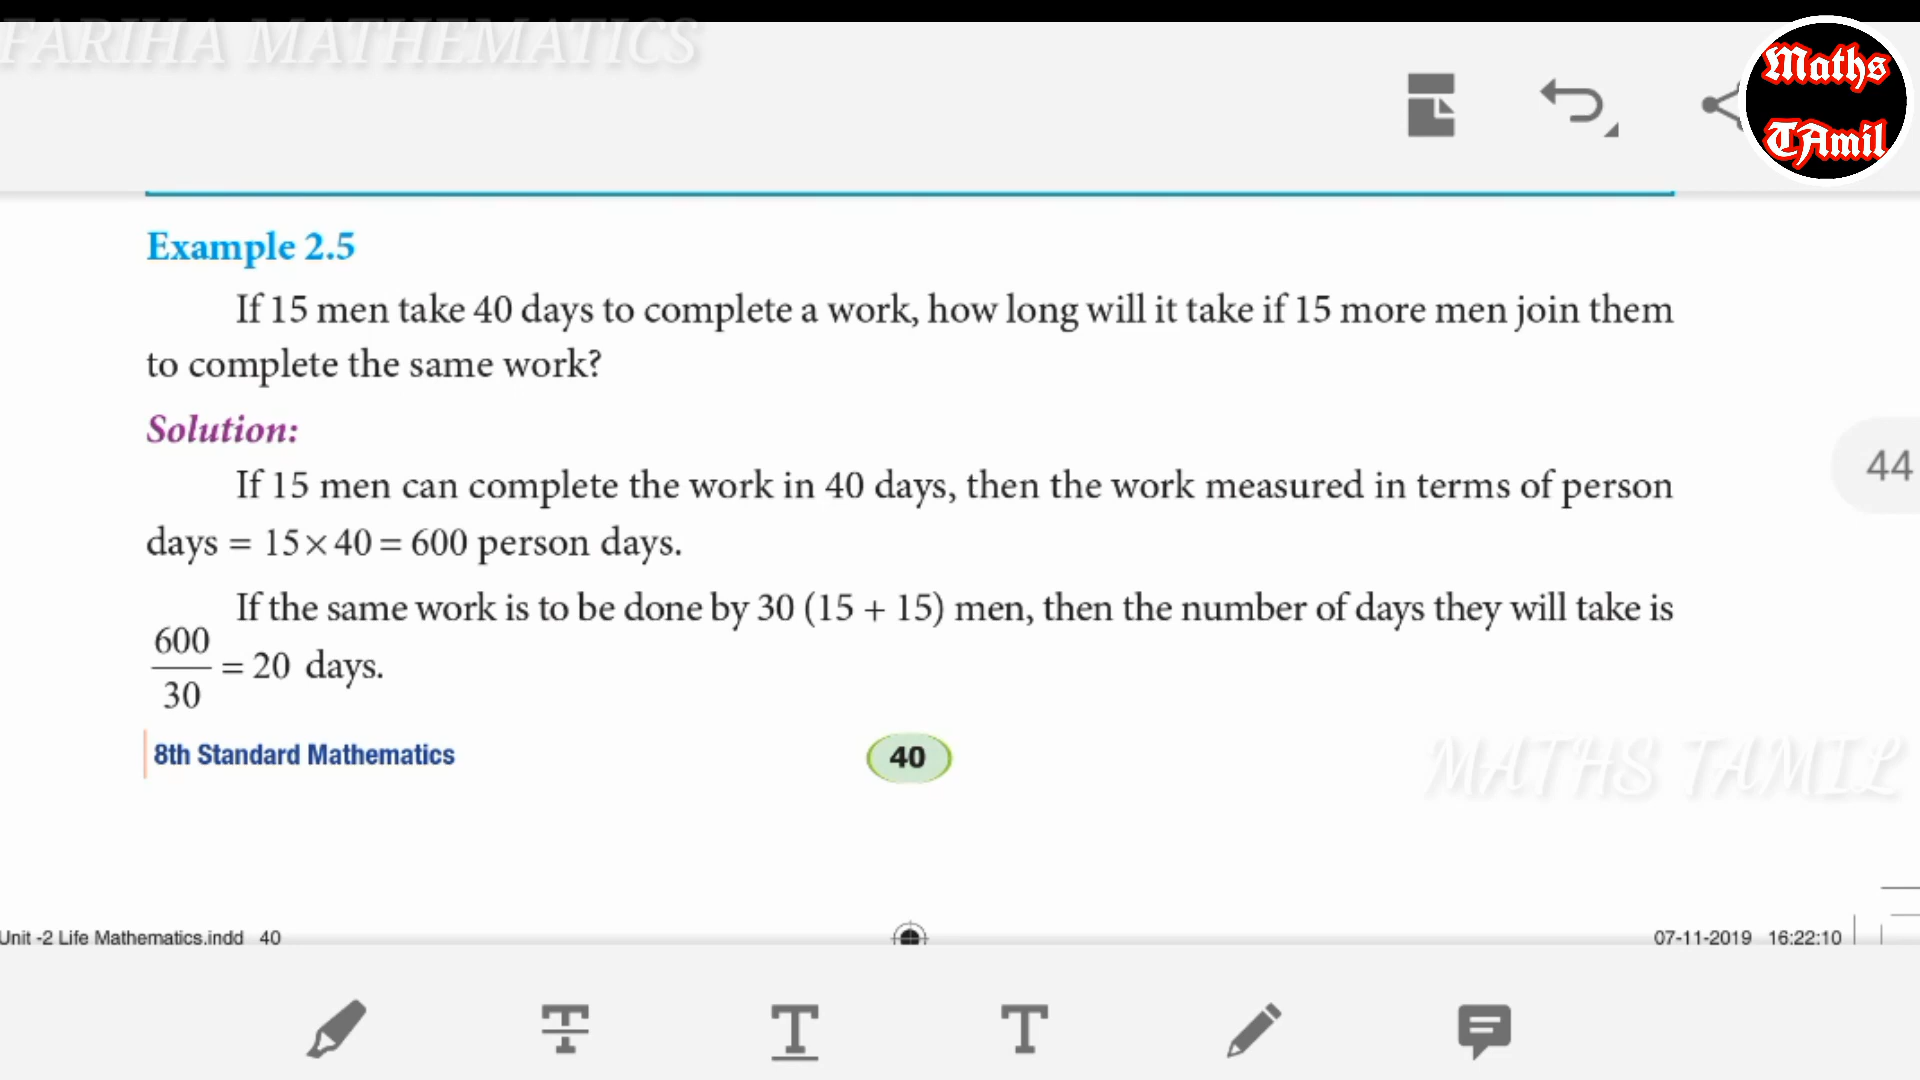 FARIHA MATHEMATICS
Maths
TAmil
Example 2.5
If 15 men take 40 days to complete a work, how long will it take if 15 more men join them
to complete the same work?
Solution:
If 15 men can complete the work in 40 days, then the work measured in terms of person
days = 15×40 = 600 person days.
If the same work is to be done by 30 (15 + 15) men, then the number of days they will take is
600
30
= 20 days.
44
8th Standard Mathematics
40
MATHS TAMIL
Unit -2 Life Mathematics.indd 40
07-11-2019 16:22:10